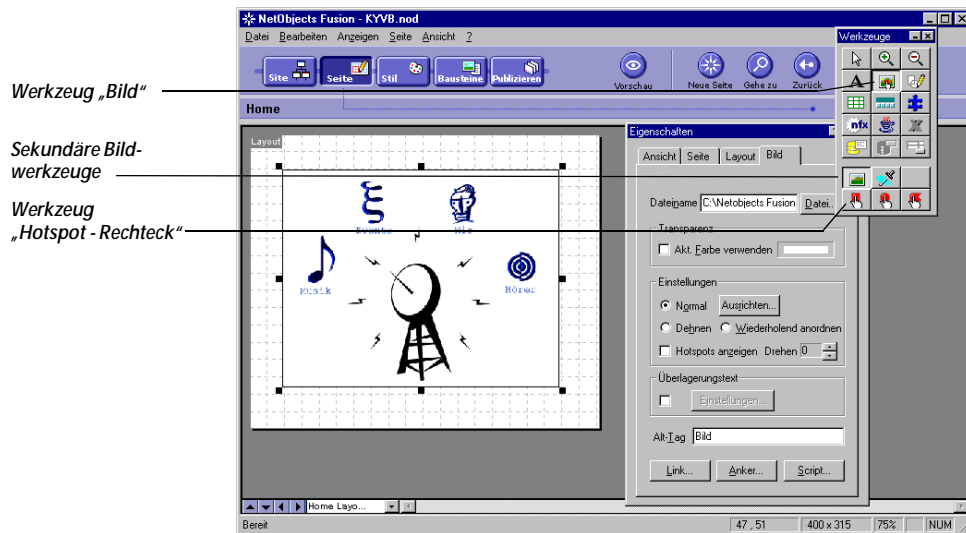 NetObjects Fusion - KYVB.nod
Datei Bearbeiten Anzeigen Seite Ansicht ?
Werkzeuge
Site Seite Stil Bausteine Publizieren
Vorschau Neue Seite Gehe zu Zurück
Werkzeug „Bild“
Home
A
nfx
Eigenschaften
Layout
Ansicht Seite Layout Bild
Sekundäre Bild-
werkzeuge
Werkzeug
„Hotspot - Rechteck“
Dateiname C:\Netobjects Fusion Datei..
Transparenz
Akt. Farbe verwenden
Events Wir
Musik Hörer
Einstellungen
Normal Ausrichten...
Dehnen Wiederholend anordnen
Hotspots anzeigen Drehen 0
Überlagerungstext
Einstellungen...
Alt-Tag Bild
Link... Anker... Script...
Home Layo...
Bereit 47 , 51 400 x 315 75% NUM